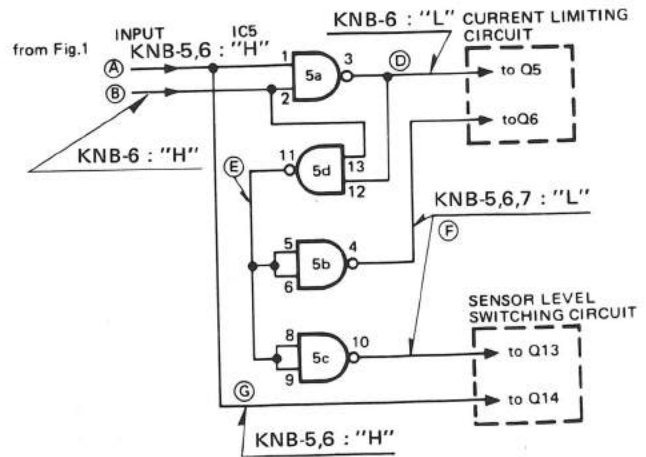 KNB-6 : "L"
CURRENT LIMITING
CIRCUIT
INPUT
IC5
from Fig.1
KNB-5,6 : "H"
A
1
3
5a
D
to Q5
B
2
toQ6
KNB-6 : "H"
E
11
5d
13
12
KNB-5,6,7 : "L"
F
5
4
5b
6
SENSOR LEVEL
SWITCHING CIRCUIT
8
10
5c
9
to Q13
G
to Q14
KNB-5,6 : "H"